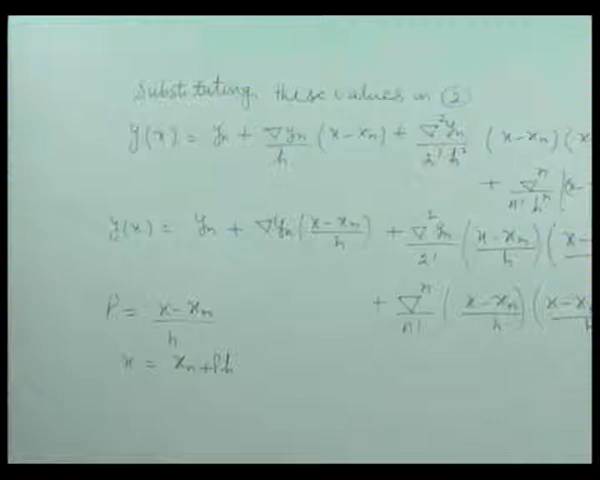 substituting these values in (2)
y(x) = yₙ + ∇yₙ/h (x-xₙ) + ∇²yₙ/2! h² (x-xₙ)(x
+ ∇ⁿ/n! hⁿ (x-
y(x) = yₙ + ∇yₙ(x-xₙ/h) + ∇²yₙ/2! (x-xₙ/h)(x-
+ ∇ⁿ/n! (x-xₙ/h)(x-xₙ/h
P = x-xₙ/h
x = xₙ+Ph